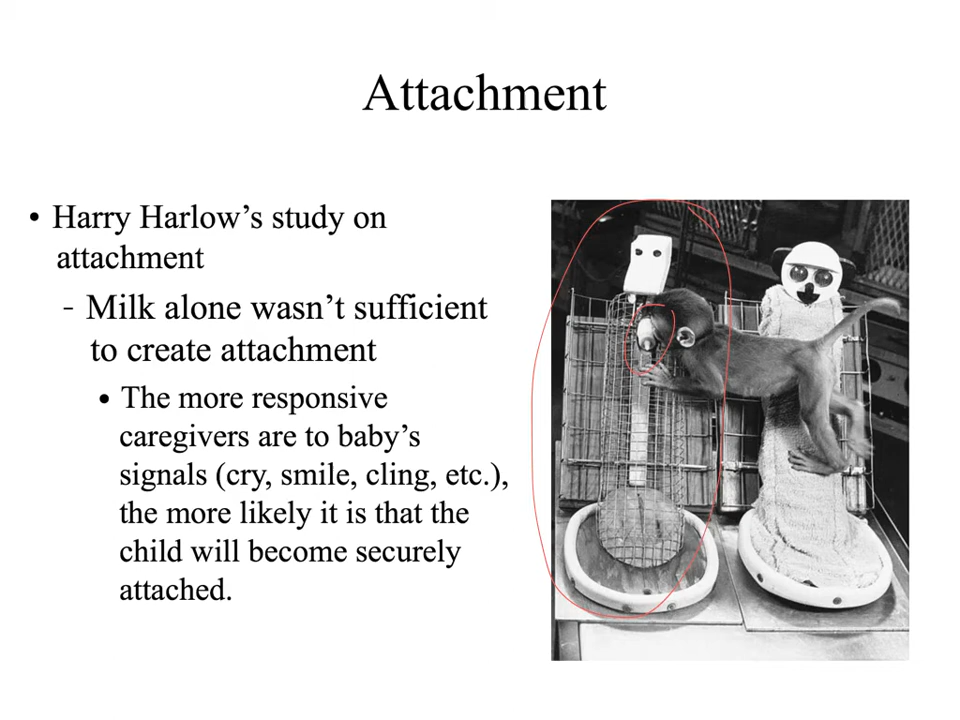 Attachment
• Harry Harlow’s study on
attachment
- Milk alone wasn’t sufficient
to create attachment
• The more responsive
caregivers are to baby’s
signals (cry, smile, cling, etc.),
the more likely it is that the
child will become securely
attached.